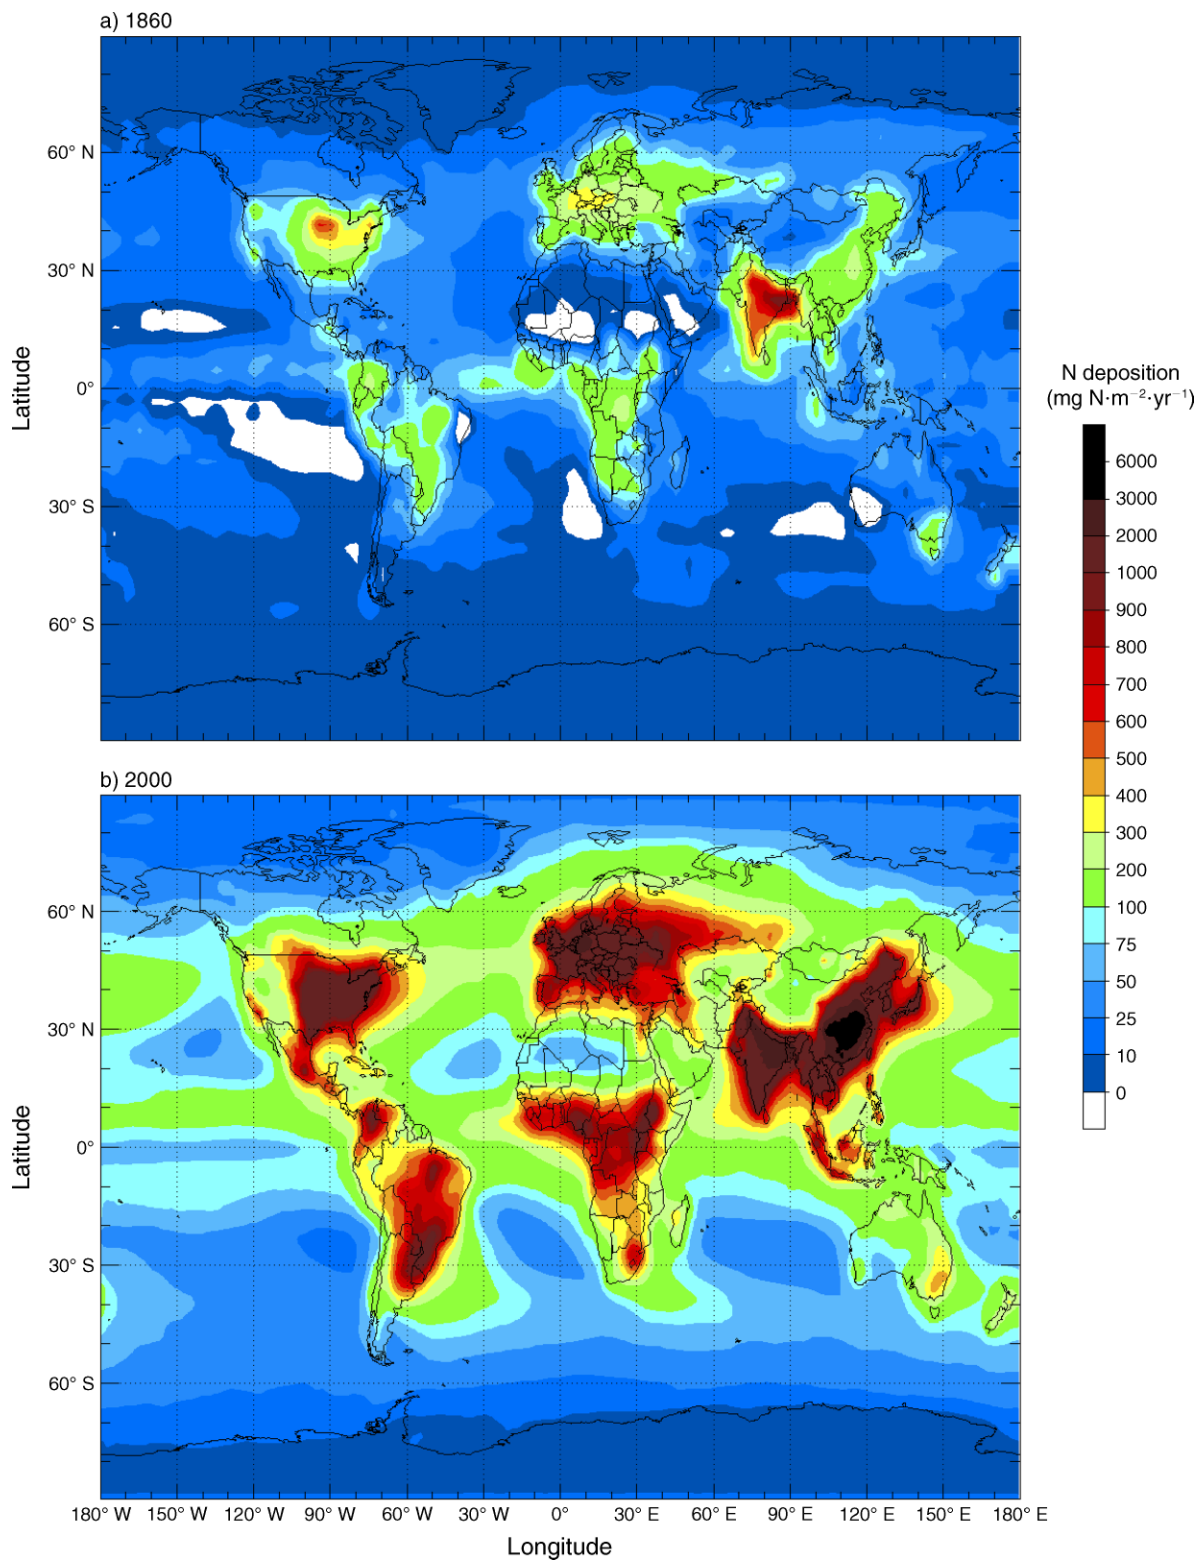 a) 1860
60° N
30° N
0°
30° S
60° S
Latitude
N deposition
(mg N·m−2·yr−1)
6000
3000
2000
1000
900
800
700
600
500
400
300
200
100
75
50
25
10
0
b) 2000
60° N
30° N
0°
30° S
60° S
Latitude
180° W 150° W 120° W 90° W 60° W 30° W 0° 30° E 60° E 90° E 120° E 150° E 180° E
Longitude